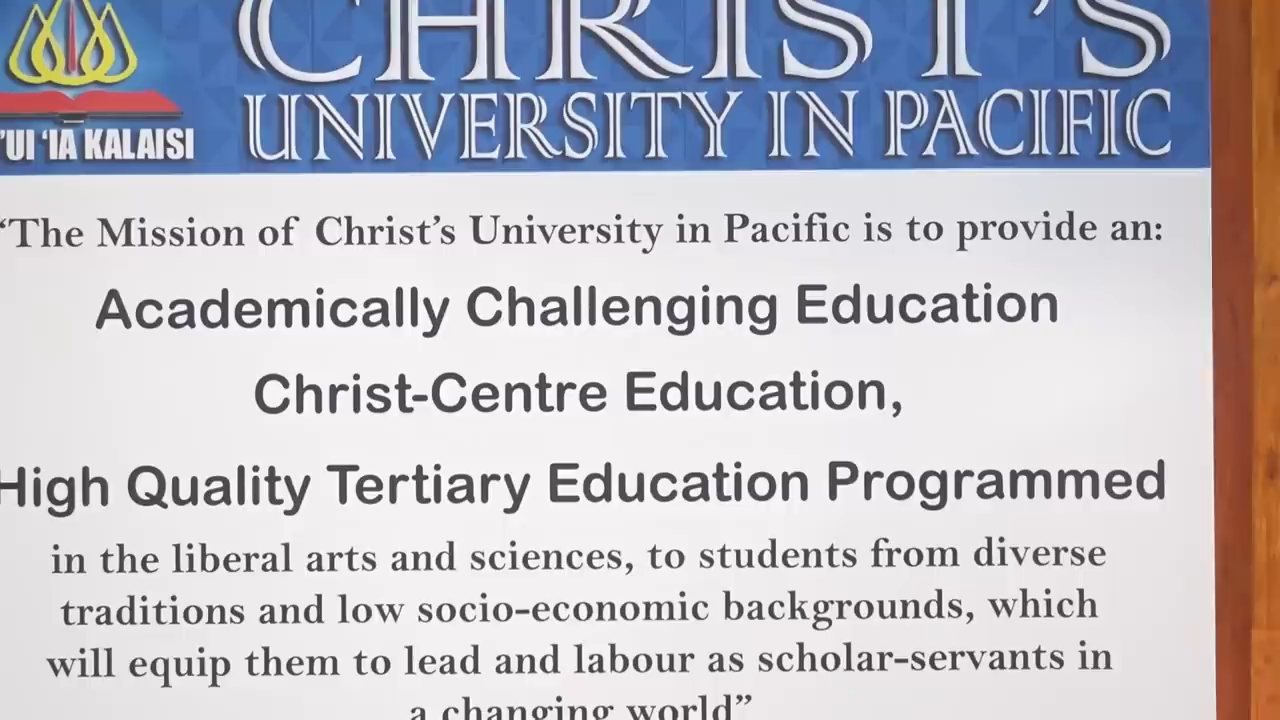 CHRIST'S
UNIVERSITY IN PACIFIC
'UI 'IA KALAISI
“The Mission of Christ’s University in Pacific is to provide an:
Academically Challenging Education
Christ-Centre Education,
High Quality Tertiary Education Programmed
in the liberal arts and sciences, to students from diverse
traditions and low socio-economic backgrounds, which
will equip them to lead and labour as scholar-servants in
a changing world”